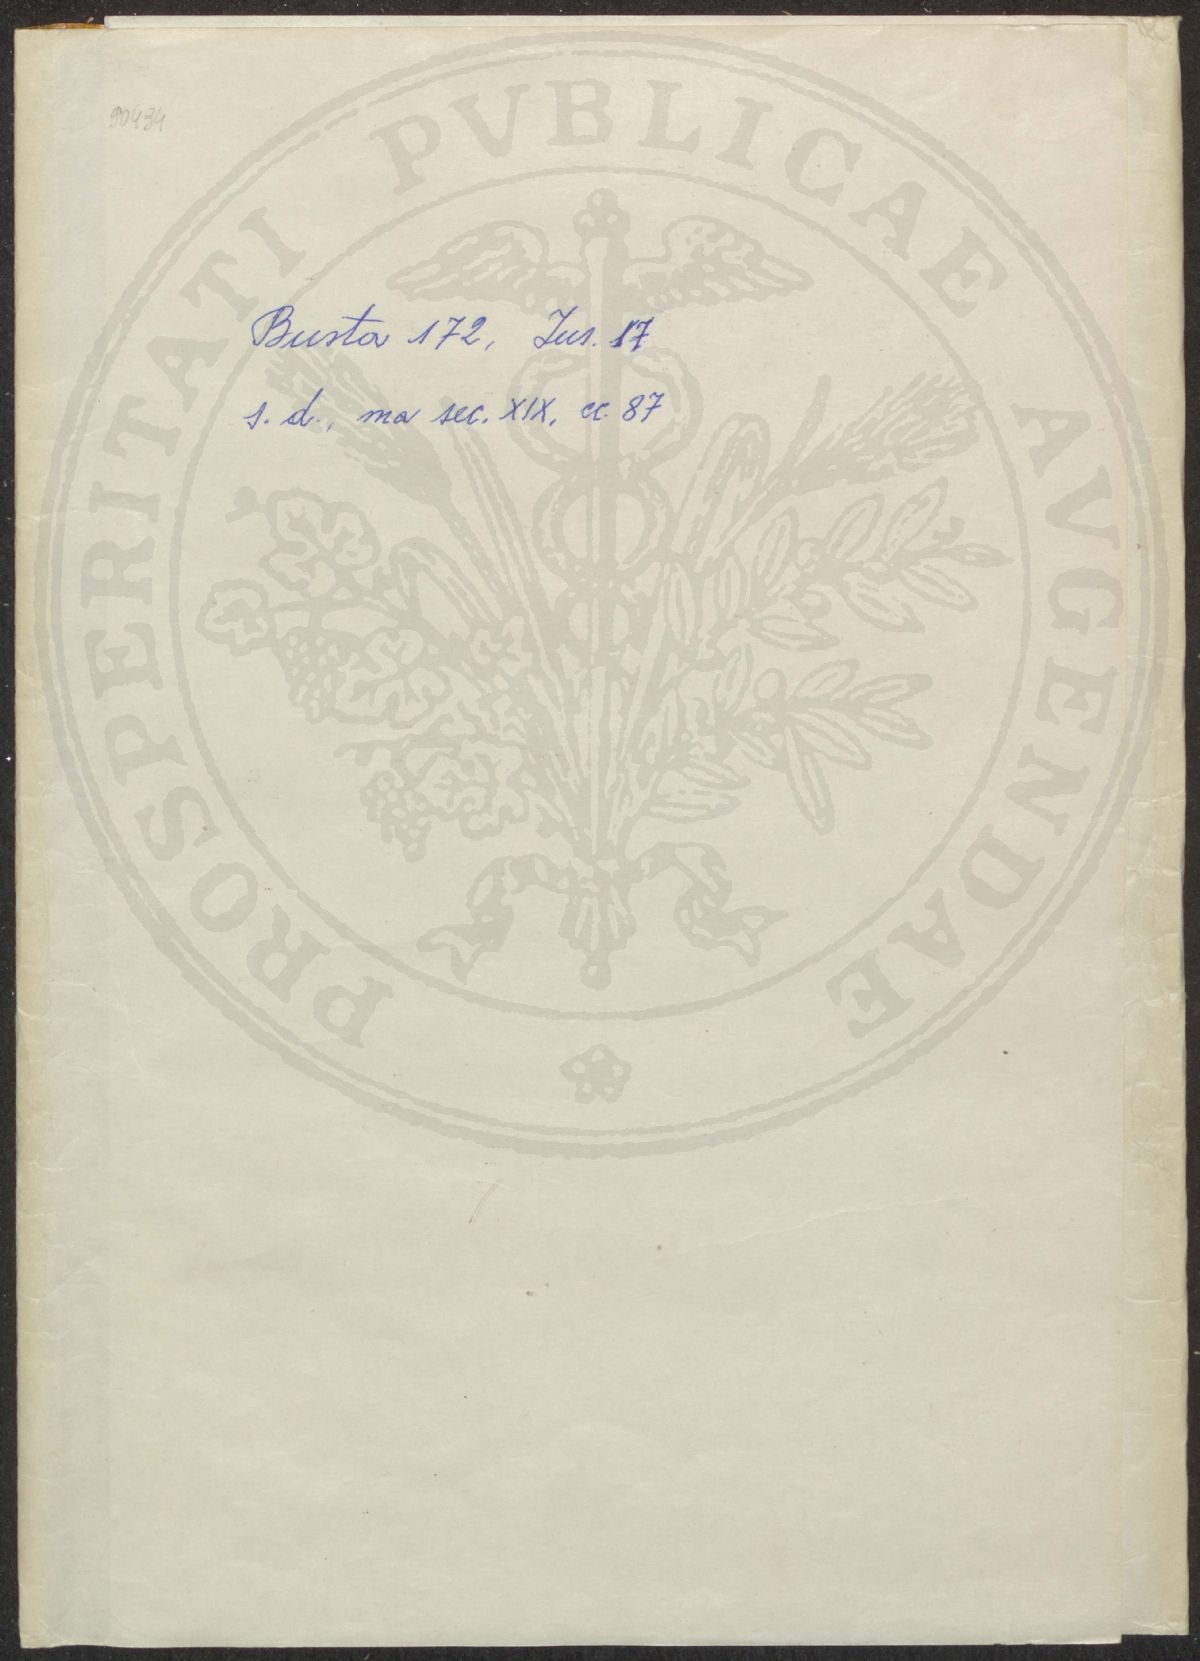 90434
Busta 172, Ins. 17
s. d., ma sec. XIX, cc. 87
PROSPERITATI PVBLICAE AVGENDAE